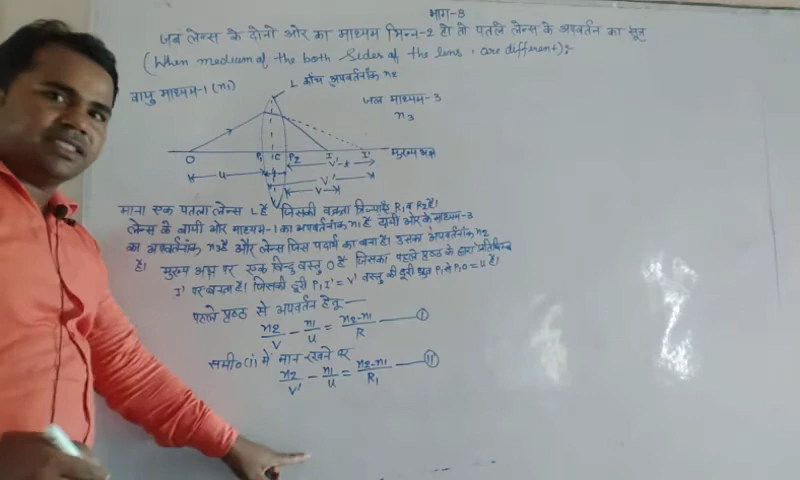 भाग-8
जब लेन्स के दोनों ओर का माध्यम भिन्न-2 हो तो पतले लेन्स के अपवर्तन का सूत्र
(When medium of the both Sides of the lens, are different):
L काँच अपवर्तनांक n2
वायु माध्यम-1 (n1)
जल माध्यम-3
n3
O P1 C P2 I I' मुख्य अक्ष
u t V'-t
V'
V
माना एक पतला लेन्स L है जिसकी वक्रता त्रिज्याएँ R1 व R2 है।
लेन्स के बायीं ओर माध्यम-1 का अपवर्तनांक n1 है दायीं ओर के माध्यम-3
का अपवर्तनांक n3 है और लेन्स जिस पदार्थ का बना है। उसका अपवर्तनांक n2
है। मुख्य अक्ष पर एक बिन्दु वस्तु O है जिसका पहले पृष्ठ के द्वारा प्रतिबिम्ब
I' पर बनता है। जिसकी दूरी P1I' = V' वस्तु की दूरी ध्रुव P1 से P1O = u है।
पहले पृष्ठ से अपवर्तन हेतु—
n2/V - n1/u = n2-n1/R —— (i)
समी० (i) में मान रखने पर
n2/V' - n1/u = n2-n1/R1 —— (ii)